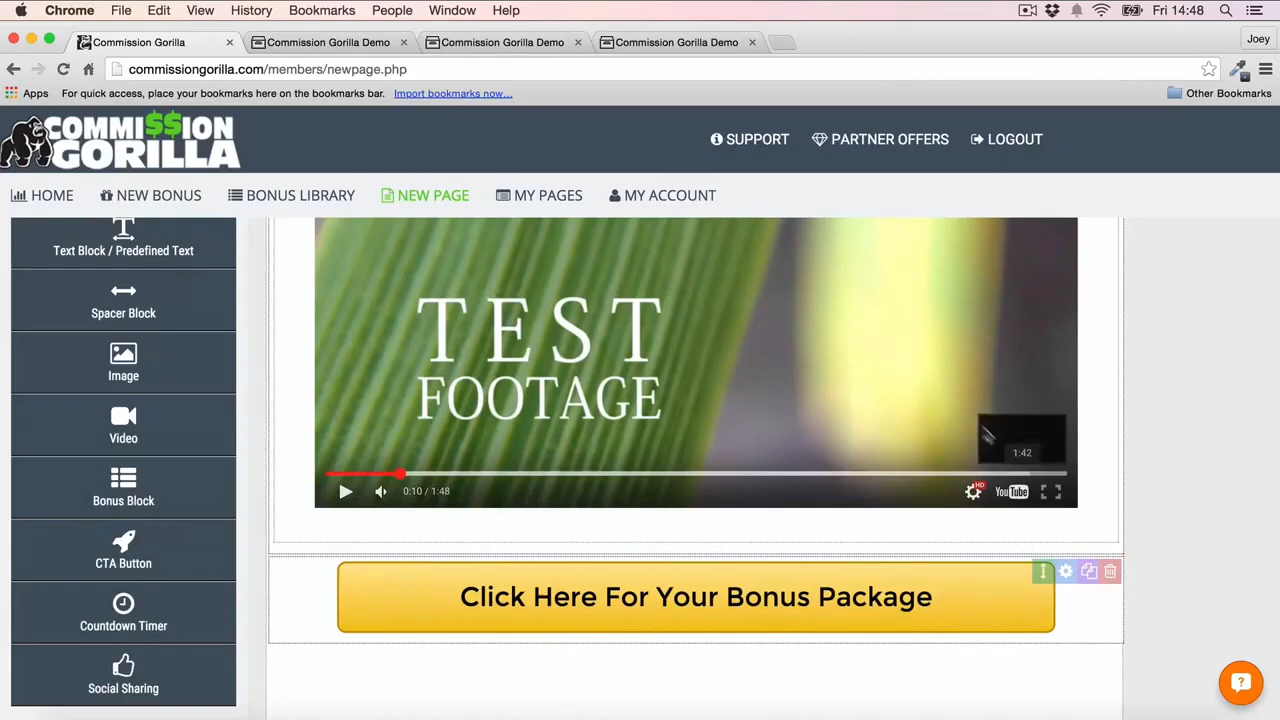 Chrome File Edit View History Bookmarks People Window Help Fri 14:48
Commission Gorilla Commission Gorilla Demo Commission Gorilla Demo Commission Gorilla Demo Joey
commissiongorilla.com/members/newpage.php
Apps For quick access, place your bookmarks here on the bookmarks bar. Import bookmarks now... Other Bookmarks
COMMI$$ION
GORILLA
SUPPORT PARTNER OFFERS LOGOUT
HOME NEW BONUS BONUS LIBRARY NEW PAGE MY PAGES MY ACCOUNT
Text Block / Predefined Text
Spacer Block
Image
Video
Bonus Block
CTA Button
Countdown Timer
Social Sharing
TEST
FOOTAGE
1:42
0:10 / 1:48 HD YouTube
Click Here For Your Bonus Package